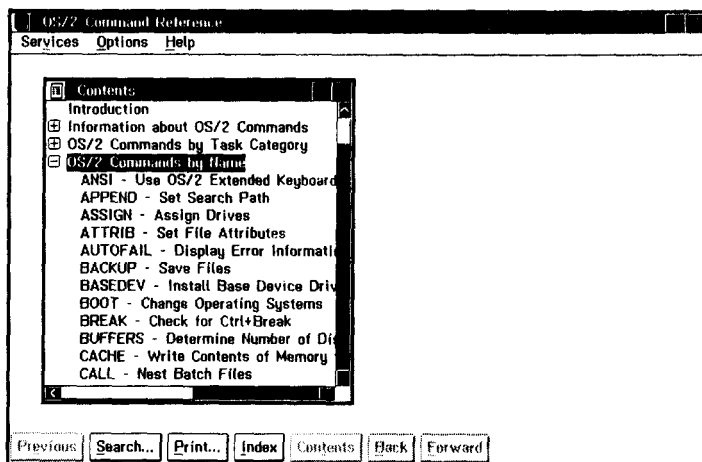 OS/2 Command Reference
Services Options Help
Contents
Introduction
Information about OS/2 Commands
OS/2 Commands by Task Category
OS/2 Commands by Name
ANSI - Use OS/2 Extended Keyboard
APPEND - Set Search Path
ASSIGN - Assign Drives
ATTRIB - Set File Attributes
AUTOFAIL - Display Error Informati
BACKUP - Save Files
BASEDEV - Install Base Device Driv
BOOT - Change Operating Systems
BREAK - Check for Ctrl+Break
BUFFERS - Determine Number of Di
CACHE - Write Contents of Memory
CALL - Nest Batch Files
Previous Search... Print... Index Contents Back Forward